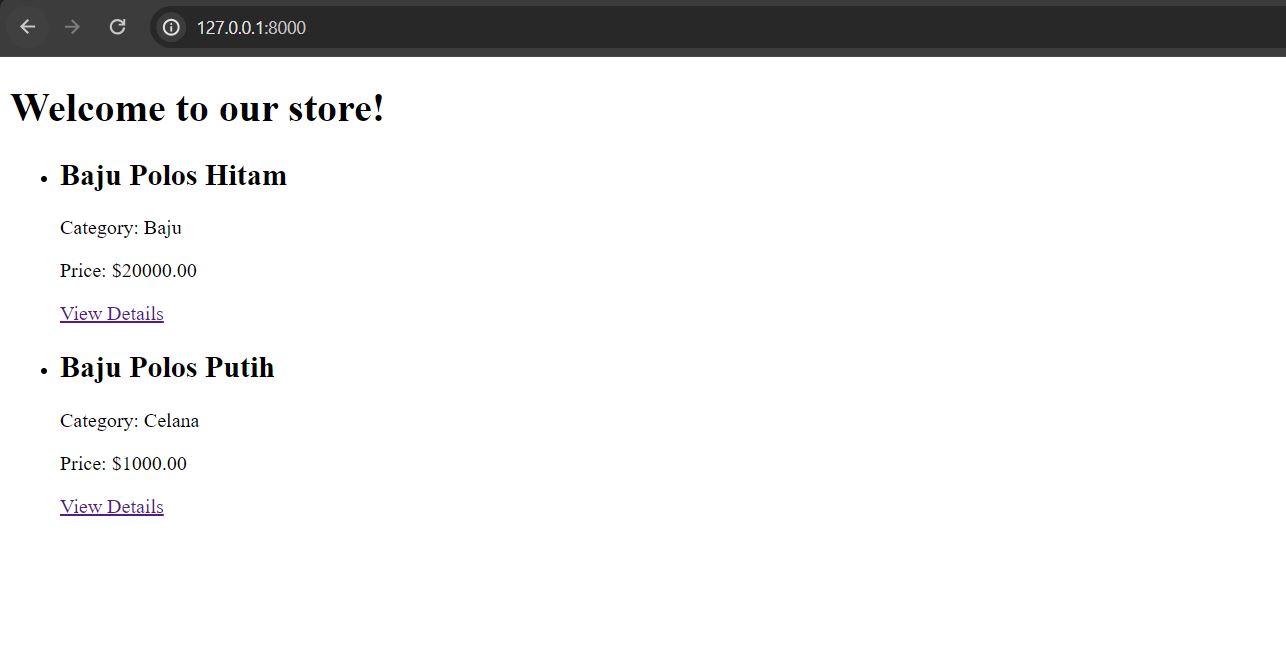 127.0.0.1:8000
Welcome to our store!
Baju Polos Hitam
Category: Baju
Price: $20000.00
View Details
Baju Polos Putih
Category: Celana
Price: $1000.00
View Details